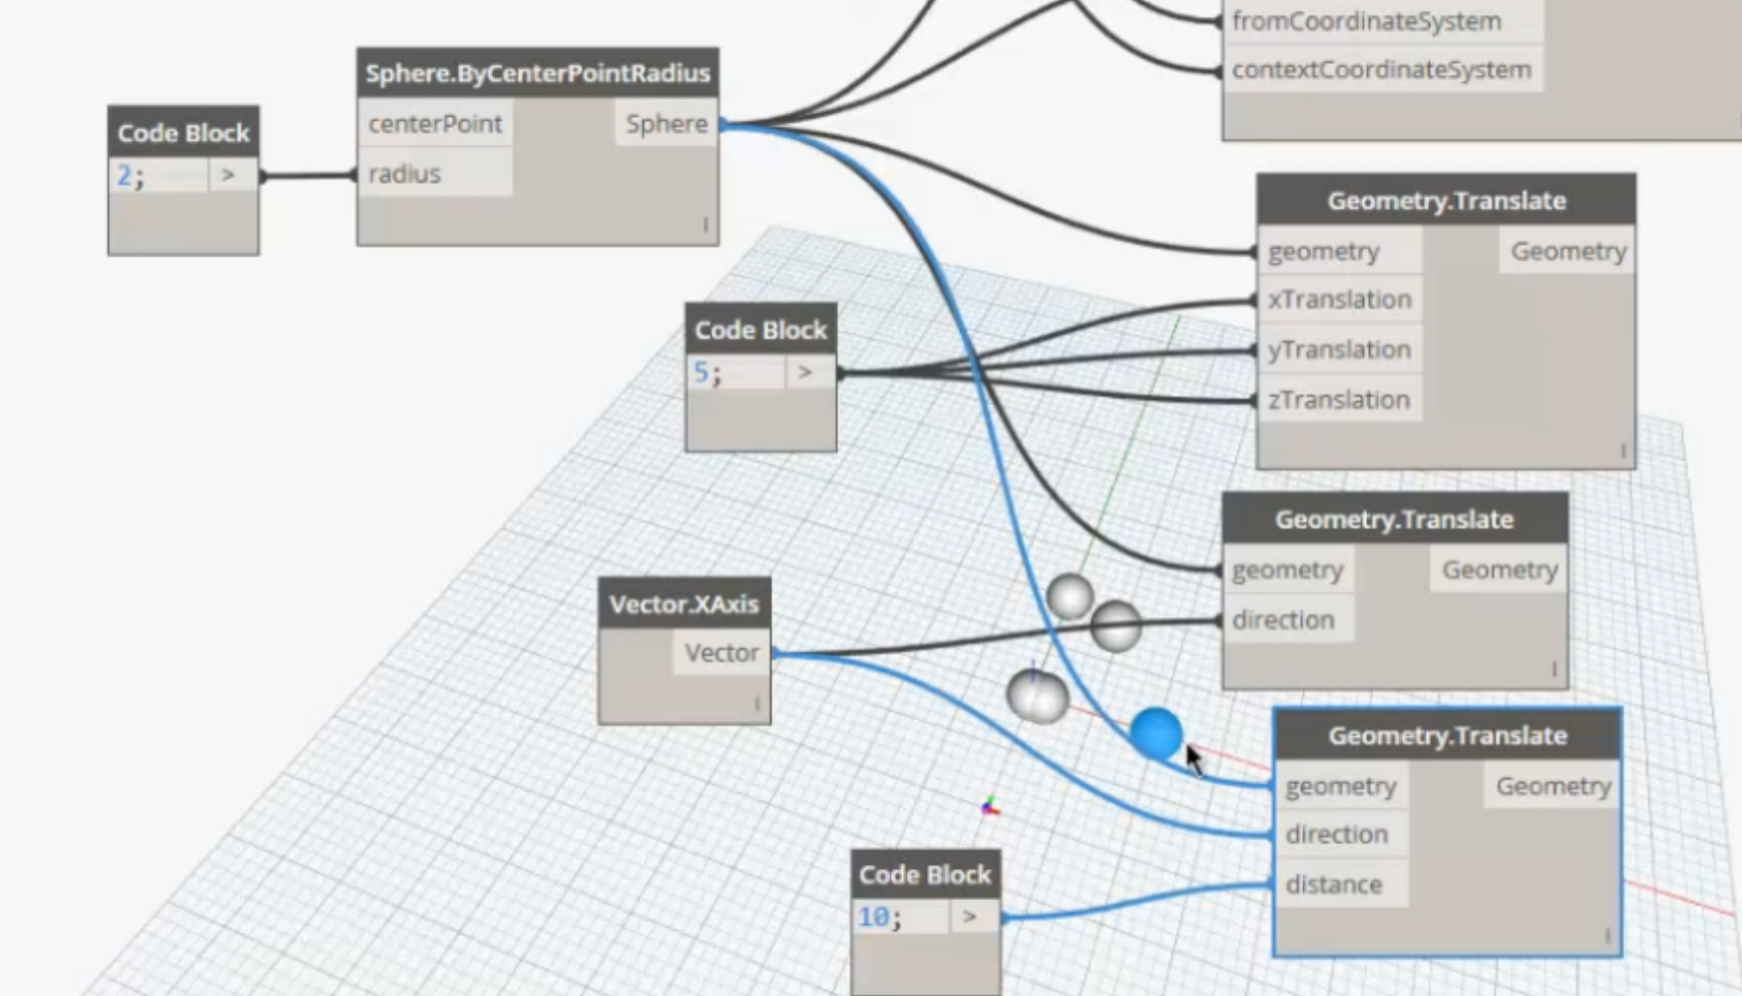 fromCoordinateSystem
contextCoordinateSystem
Sphere.ByCenterPointRadius
centerPoint
Sphere
radius
Code Block
2;
>
Geometry.Translate
geometry
Geometry
xTranslation
yTranslation
zTranslation
Code Block
5;
>
Geometry.Translate
geometry
Geometry
direction
Vector.XAxis
Vector
Geometry.Translate
geometry
Geometry
direction
distance
Code Block
10;
>